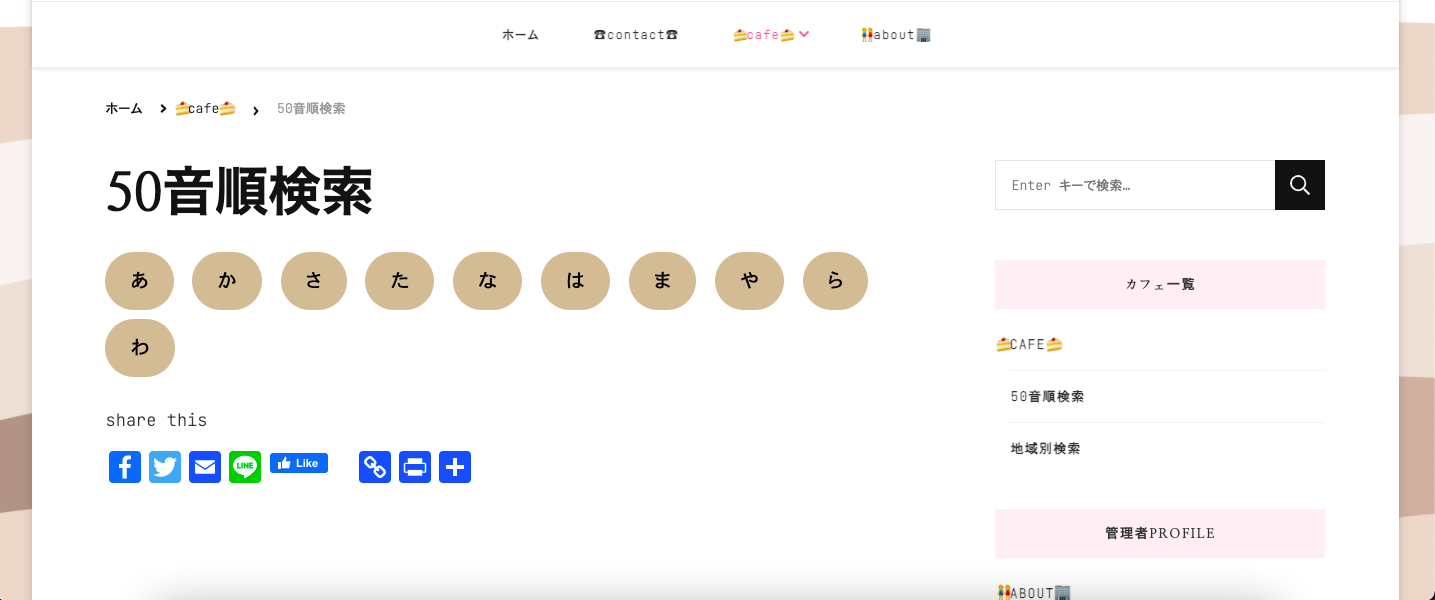 ホーム ☎contact☎ 🍰cafe🍰 👫about🏢
ホーム > 🍰cafe🍰 > 50音順検索
50音順検索
Enter キーで検索…
あ か さ た な は ま や ら
わ
share this
LINE Like
カフェ一覧
🍰CAFE🍰
50音順検索
地域別検索
管理者PROFILE
👫ABOUT🏢